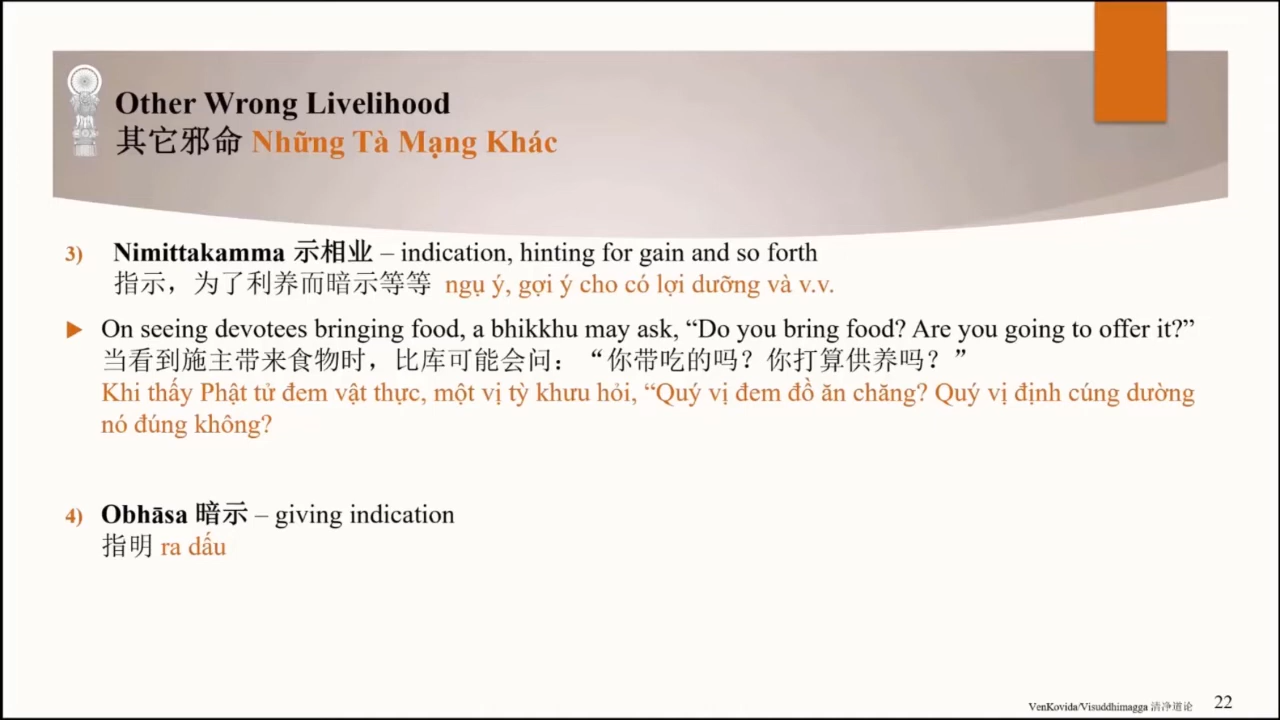 Other Wrong Livelihood
其它邪命 Những Tà Mạng Khác
3) Nimittakamma 示相业 – indication, hinting for gain and so forth
指示，为了利养而暗示等等 ngụ ý, gợi ý cho có lợi dưỡng và v.v.
On seeing devotees bringing food, a bhikkhu may ask, “Do you bring food? Are you going to offer it?”
当看到施主带来食物时，比库可能会问：“你带吃的吗？你打算供养吗？”
Khi thấy Phật tử đem vật thực, một vị tỳ khưu hỏi, “Quý vị đem đồ ăn chăng? Quý vị định cúng dường
nó đúng không?
4) Obhāsa 暗示 – giving indication
指明 ra dấu
VenKovida/Visuddhimagga 清净道论 22